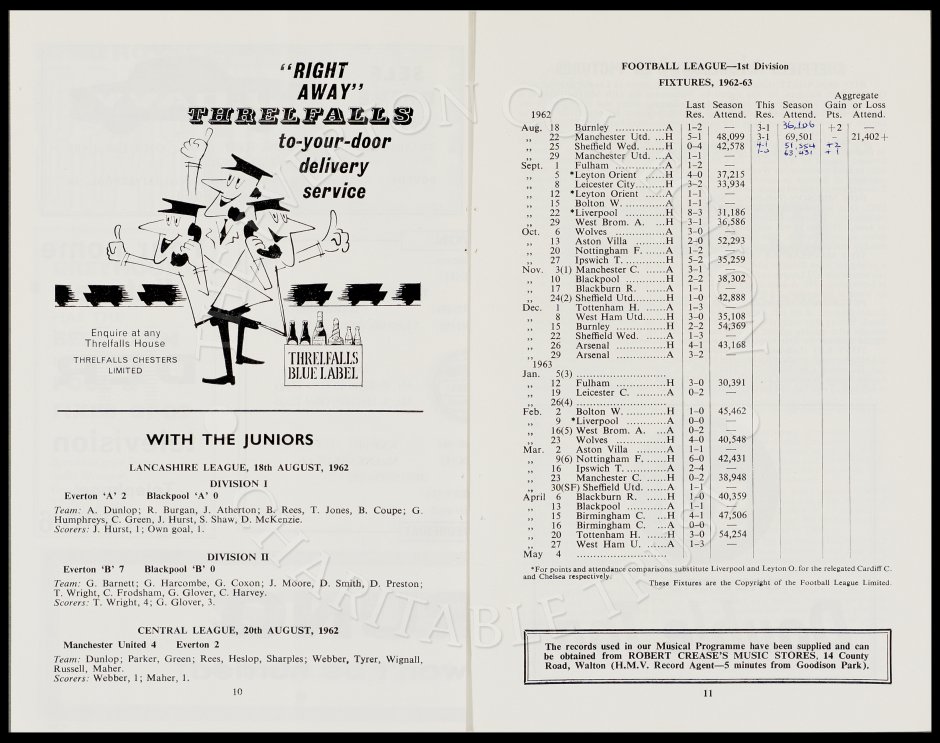 "RIGHT
AWAY"
THRELFALLS
to-your-door
delivery
service
Enquire at any
Threlfalls House
THRELFALLS CHESTERS
LIMITED
THRELFALLS
BLUE LABEL
WITH THE JUNIORS
LANCASHIRE LEAGUE, 18th AUGUST, 1962
DIVISION I
Everton 'A' 2 Blackpool 'A' 0
Team: A. Dunlop; R. Burgan, J. Atherton; B. Rees, T. Jones, B. Coupe; G.
Humphreys, C. Green, J. Hurst, S. Shaw, D. McKenzie.
Scorers: J. Hurst, 1; Own goal, 1.
DIVISION II
Everton 'B' 7 Blackpool 'B' 0
Team: G. Barnett; G. Harcombe, G. Coxon; J. Moore, D. Smith, D. Preston;
T. Wright, C. Frodsham, G. Glover, C. Harvey.
Scorers: T. Wright, 4; G. Glover, 3.
CENTRAL LEAGUE, 20th AUGUST, 1962
Manchester United 4 Everton 2
Team: Dunlop; Parker, Green; Rees, Heslop, Sharples; Webber, Tyrer, Wignall,
Russell, Maher.
Scorers: Webber, 1; Maher, 1.
10
FOOTBALL LEAGUE—1st Division
FIXTURES, 1962-63
Aggregate
Last Season This Season Gain or Loss
1962 Res. Attend. Res. Attend. Pts. Attend.
Aug. 18 Burnley ............... A 1–2 — 3-1 36,106 +2 —
„ 22 Manchester Utd. ... H 5–1 48,099 3-1 69,501 – 21,402 +
„ 25 Sheffield Wed. ...... H 0–4 42,578 4-1 51,354 +2
„ 29 Manchester Utd. ... A 1–1 — 1-0 63,431 +1
Sept. 1 Fulham ............... A 1–2 —
„ 5 *Leyton Orient ...... H 4–0 37,215
„ 8 Leicester City......... H 3–2 33,934
„ 12 *Leyton Orient ...... A 1–1 —
„ 15 Bolton W. ............ A 1–1 —
„ 22 *Liverpool ............ H 8–3 31,186
„ 29 West Brom. A. ... H 3–1 36,586
Oct. 6 Wolves ............... A 3–0 —
„ 13 Aston Villa ......... H 2–0 52,293
„ 20 Nottingham F. ...... A 1–2 —
„ 27 Ipswich T. ............ H 5–2 35,259
Nov. 3(1) Manchester C. ...... A 3–1 —
„ 10 Blackpool ............ H 2–2 38,302
„ 17 Blackburn R. ...... A 1–1 —
„ 24(2) Sheffield Utd......... H 1–0 42,888
Dec. 1 Tottenham H. ...... A 1–3 —
„ 8 West Ham Utd...... H 3–0 35,108
„ 15 Burnley ............... H 2–2 54,369
„ 22 Sheffield Wed. ...... A 1–3 —
„ 26 Arsenal ............... H 4–1 43,168
„ 29 Arsenal ............... A 3–2 —
1963
Jan. 5(3) ..............................
„ 12 Fulham ............... H 3–0 30,391
„ 19 Leicester C. ......... A 0–2 —
„ 26(4) ..............................
Feb. 2 Bolton W. ............ H 1–0 45,462
„ 9 *Liverpool ............ A 0–0 —
„ 16(5) West Brom. A. ... A 0–2 —
„ 23 Wolves ............... H 4–0 40,548
Mar. 2 Aston Villa ......... A 1–1 —
„ 9(6) Nottingham F. ...... H 6–0 42,431
„ 16 Ipswich T. ............ A 2–4 —
„ 23 Manchester C. ...... H 0–2 38,948
„ 30(SF) Sheffield Utd. ...... A 1–1 —
April 6 Blackburn R. ...... H 1–0 40,359
„ 13 Blackpool ............ A 1–1 —
„ 15 Birmingham C. ... H 4–1 47,506
„ 16 Birmingham C. ... A 0–0 —
„ 20 Tottenham H. ...... H 3–0 54,254
„ 27 West Ham U. ...... A 1–3 —
May 4 ..............................
*For points and attendance comparisons substitute Liverpool and Leyton O. for the relegated Cardiff C.
and Chelsea respectively.
These Fixtures are the Copyright of the Football League Limited.
The records used in our Musical Programme have been supplied and can
be obtained from ROBERT CREASE'S MUSIC STORES, 14 County
Road, Walton (H.M.V. Record Agent—5 minutes from Goodison Park).
11